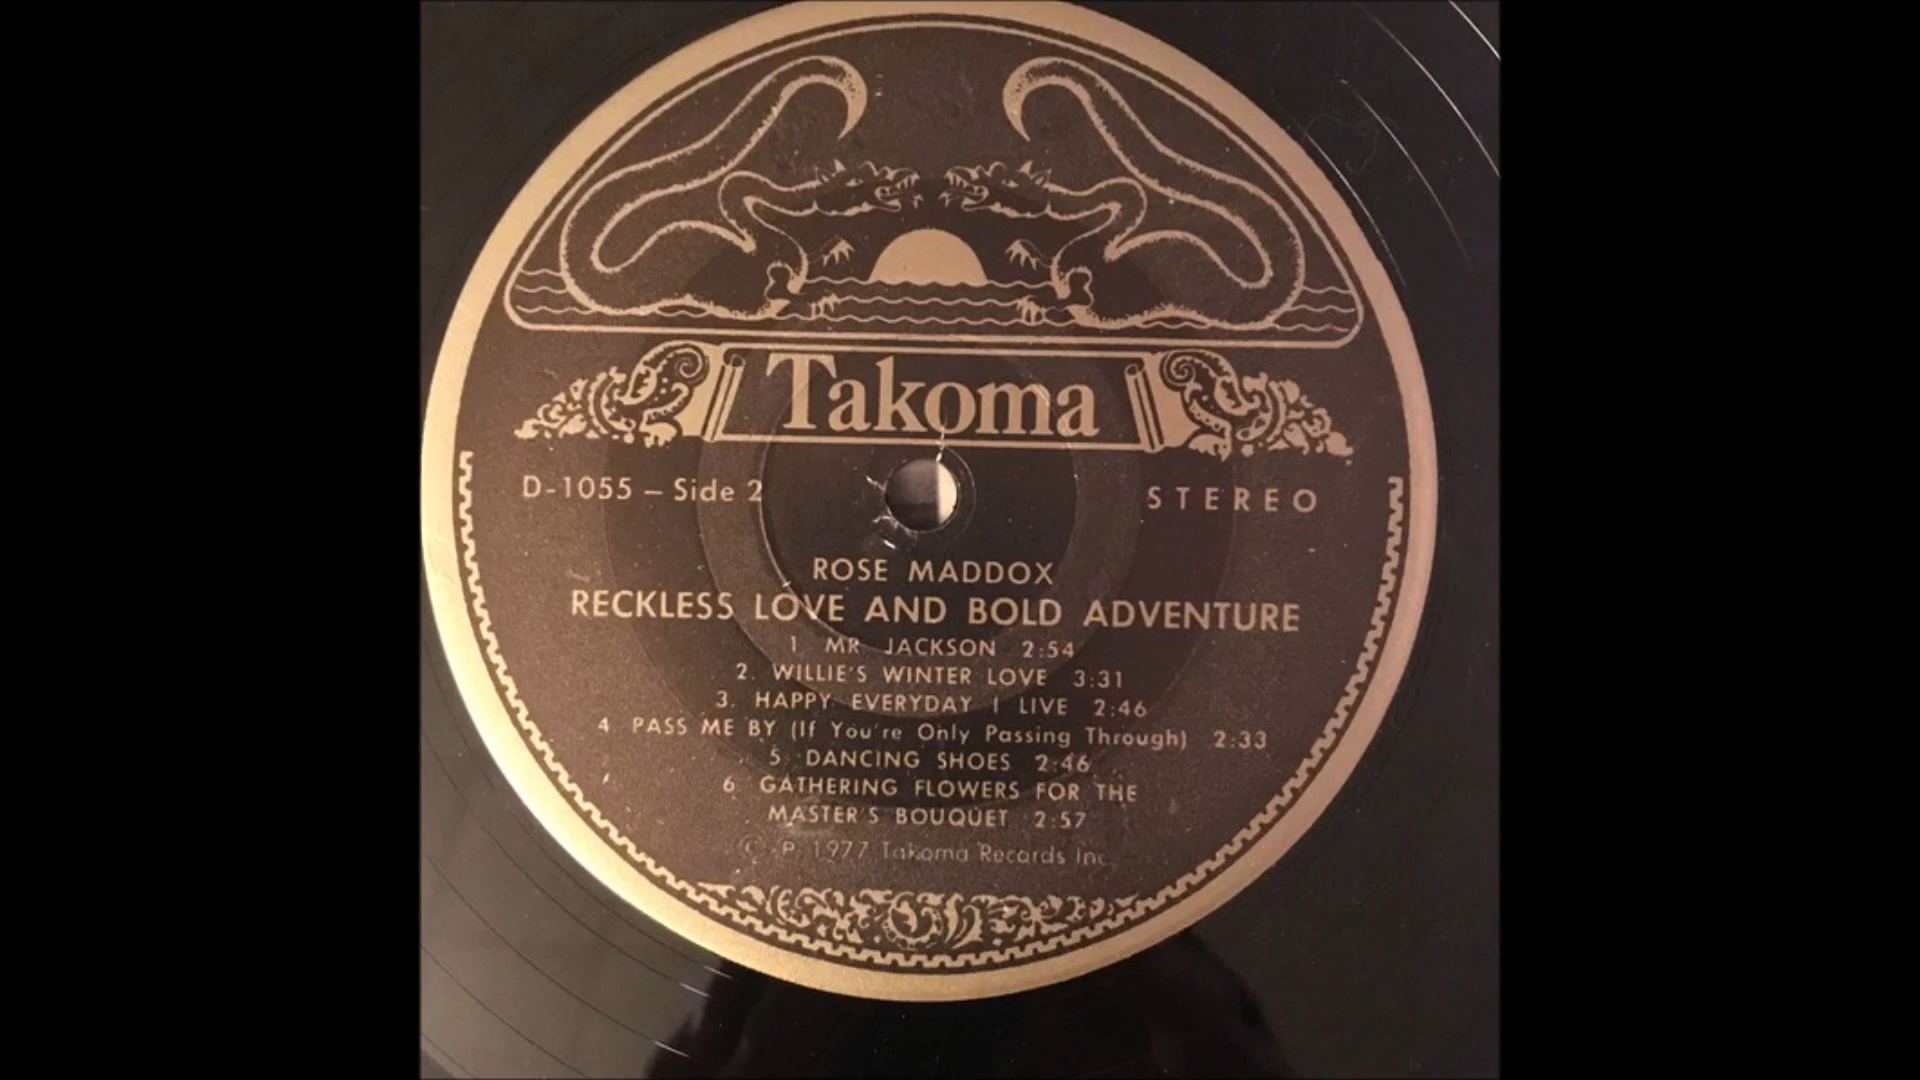 Takoma
D-1055 – Side 2
STEREO
ROSE MADDOX
RECKLESS LOVE AND BOLD ADVENTURE
1 MR. JACKSON 2:54
2. WILLIE'S WINTER LOVE 3:31
3. HAPPY EVERYDAY I LIVE 2:46
4 PASS ME BY (If You're Only Passing Through) 2:33
5 DANCING SHOES 2:46
6 GATHERING FLOWERS FOR THE
MASTER'S BOUQUET 2:57
© P 1977 Takoma Records Inc.